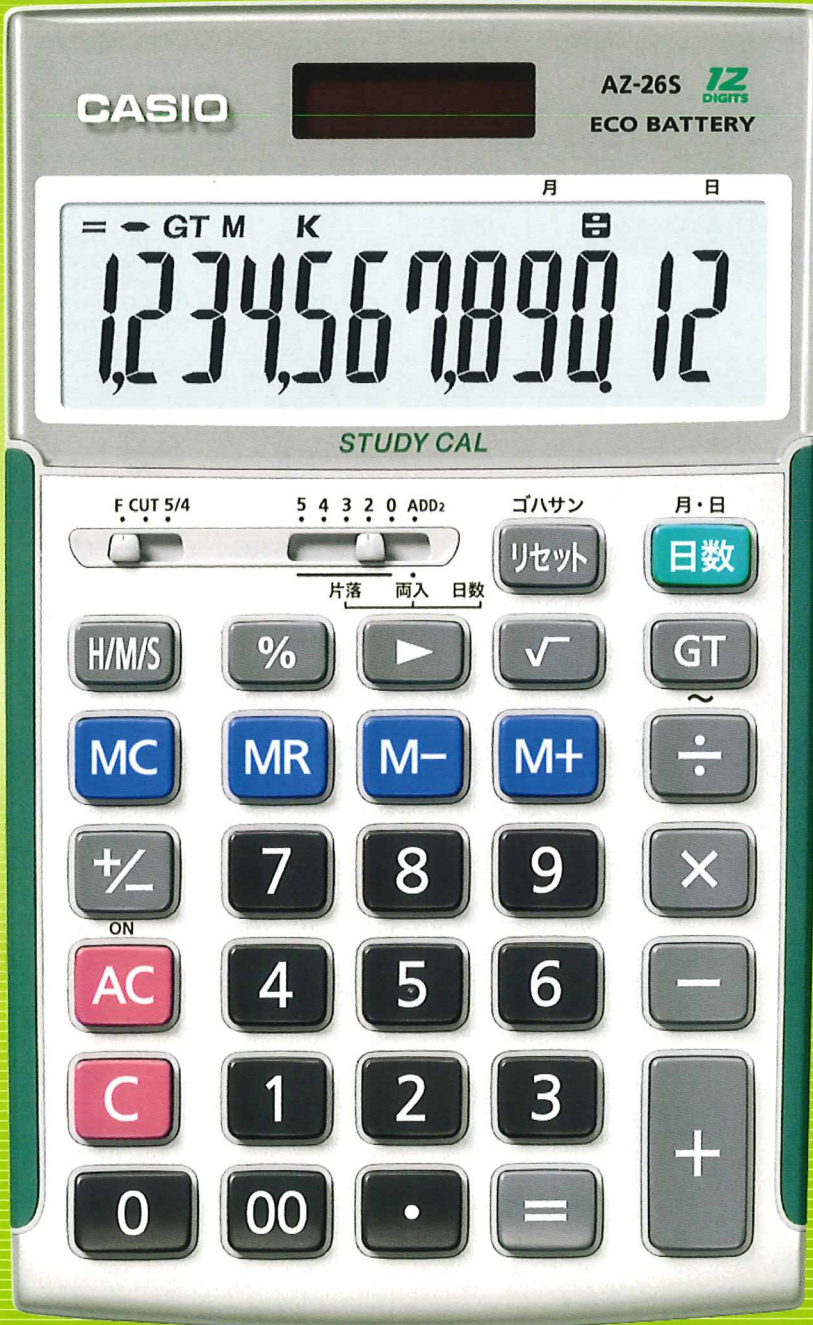 CASIO
AZ-26S 12 DIGITS
ECO BATTERY
月 日
= - GT M K ÷
1,234,567,890.12
STUDY CAL
F CUT 5/4 5 4 3 2 0 ADD₂ ゴハサン 月・日
リセット 日数
片落 両入 日数
H/M/S % ▶ √ GT
~
MC MR M− M+ ÷
+/− 7 8 9 ×
ON
AC 4 5 6 −
C 1 2 3 +
0 00 · =